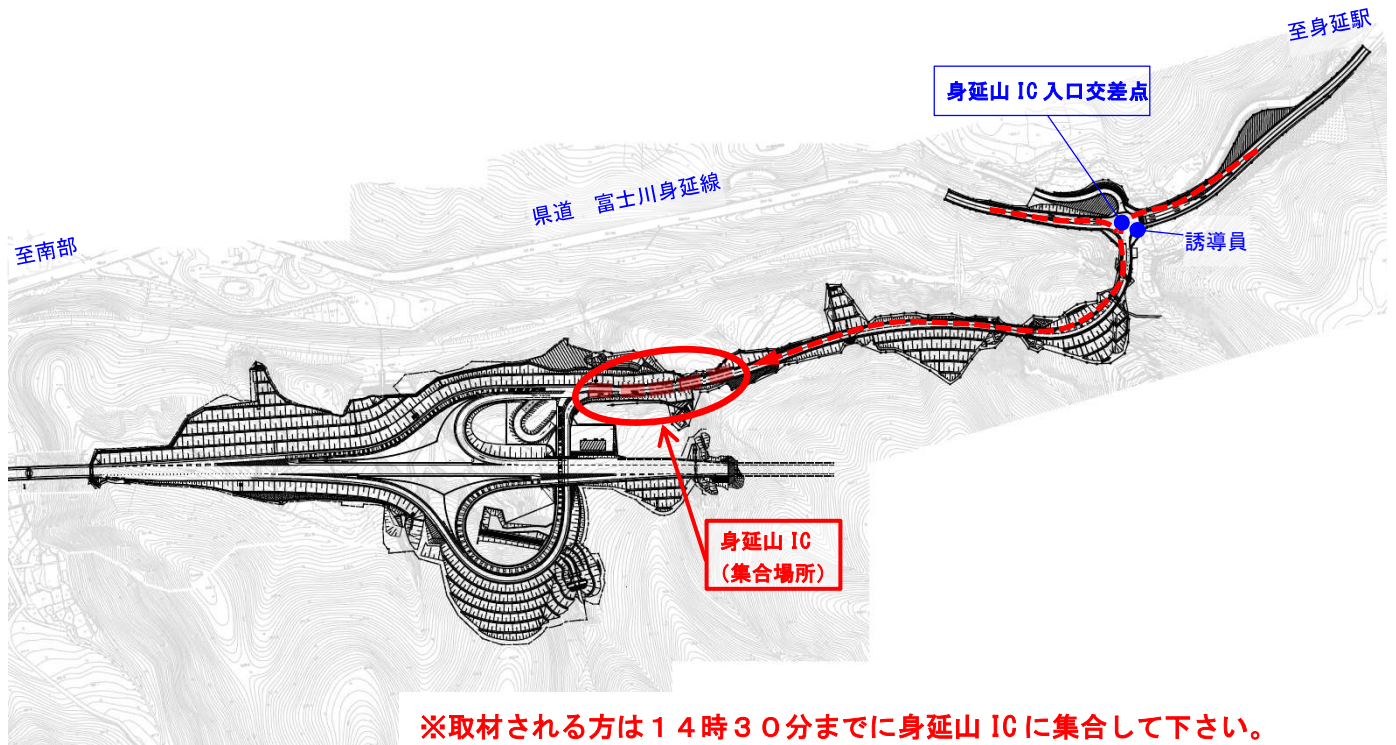 至身延駅
身延山 IC 入口交差点
県道　富士川身延線
誘導員
至南部
身延山 IC
（集合場所）
※取材される方は１４時３０分までに身延山 IC に集合して下さい。